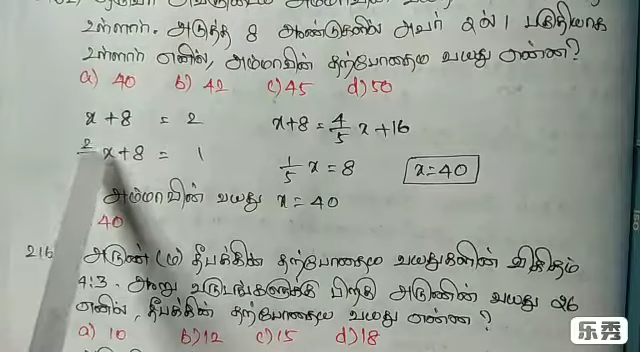 உள்ளார். அடுத்த 8 ஆண்டுகளில் அவர் 2ல் 1 பகுதியாக
உள்ளார் எனில், அம்மாவின் தற்போதைய வயது என்ன?
a) 40 b) 42 c) 45 d) 50
x+8 = 2 x+8 = 4/5 x + 16
2/ x+8 = 1 1/5 x = 8 x=40
அம்மாவின் வயது x = 40
40
216 அருண் (ம) தீபக்கின் தற்போதைய வயதுகளின் விகிதம்
4:3. ஆறு வருடங்களுக்கு பிறகு அருணின் வயது 26
எனில், தீபக்கின் தற்போதைய வயது என்ன?
a) 10 b) 12 c) 15 d) 18
乐秀